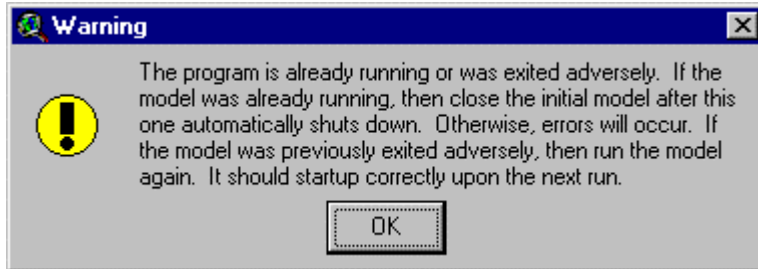 Warning
The program is already running or was exited adversely. If the
model was already running, then close the initial model after this
one automatically shuts down. Otherwise, errors will occur. If
the model was previously exited adversely, then run the model
again. It should startup correctly upon the next run.
OK